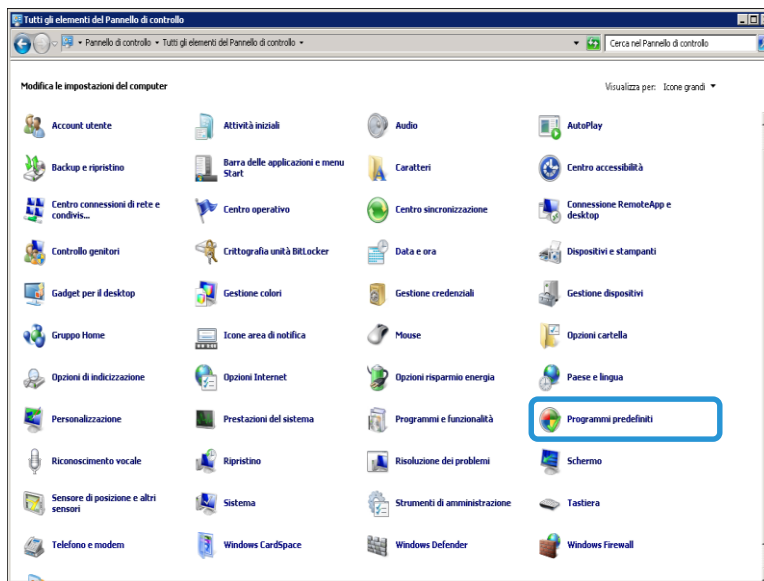 Tutti gli elementi del Pannello di controllo
Pannello di controllo Tutti gli elementi del Pannello di controllo
Cerca nel Pannello di controllo
Modifica le impostazioni del computer
Visualizza per: Icone grandi
Account utente
Attività iniziali
Audio
AutoPlay
Backup e ripristino
Barra delle applicazioni e menu
Start
Caratteri
Centro accessibilità
Centro connessioni di rete e
condivis...
Centro operativo
Centro sincronizzazione
Connessione RemoteApp e
desktop
Controllo genitori
Crittografia unità BitLocker
Data e ora
Dispositivi e stampanti
Gadget per il desktop
Gestione colori
Gestione credenziali
Gestione dispositivi
Gruppo Home
Icone area di notifica
Mouse
Opzioni cartella
Opzioni di indicizzazione
Opzioni Internet
Opzioni risparmio energia
Paese e lingua
Personalizzazione
Prestazioni del sistema
Programmi e funzionalità
Programmi predefiniti
Riconoscimento vocale
Ripristino
Risoluzione dei problemi
Schermo
Sensore di posizione e altri
sensori
Sistema
Strumenti di amministrazione
Tastiera
Telefono e modem
Windows CardSpace
Windows Defender
Windows Firewall